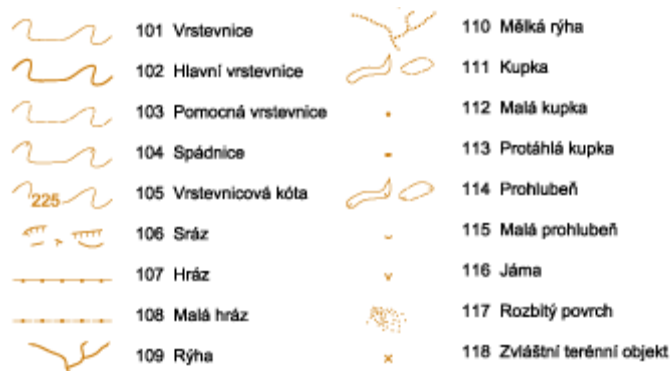 101 Vrstevnice
102 Hlavní vrstevnice
103 Pomocná vrstevnice
104 Spádnice
225
105 Vrstevnicová kóta
106 Sráz
107 Hráz
108 Malá hráz
109 Rýha
110 Mělká rýha
111 Kupka
112 Malá kupka
113 Protáhlá kupka
114 Prohlubeň
115 Malá prohlubeň
116 Jáma
117 Rozbitý povrch
118 Zvláštní terénní objekt